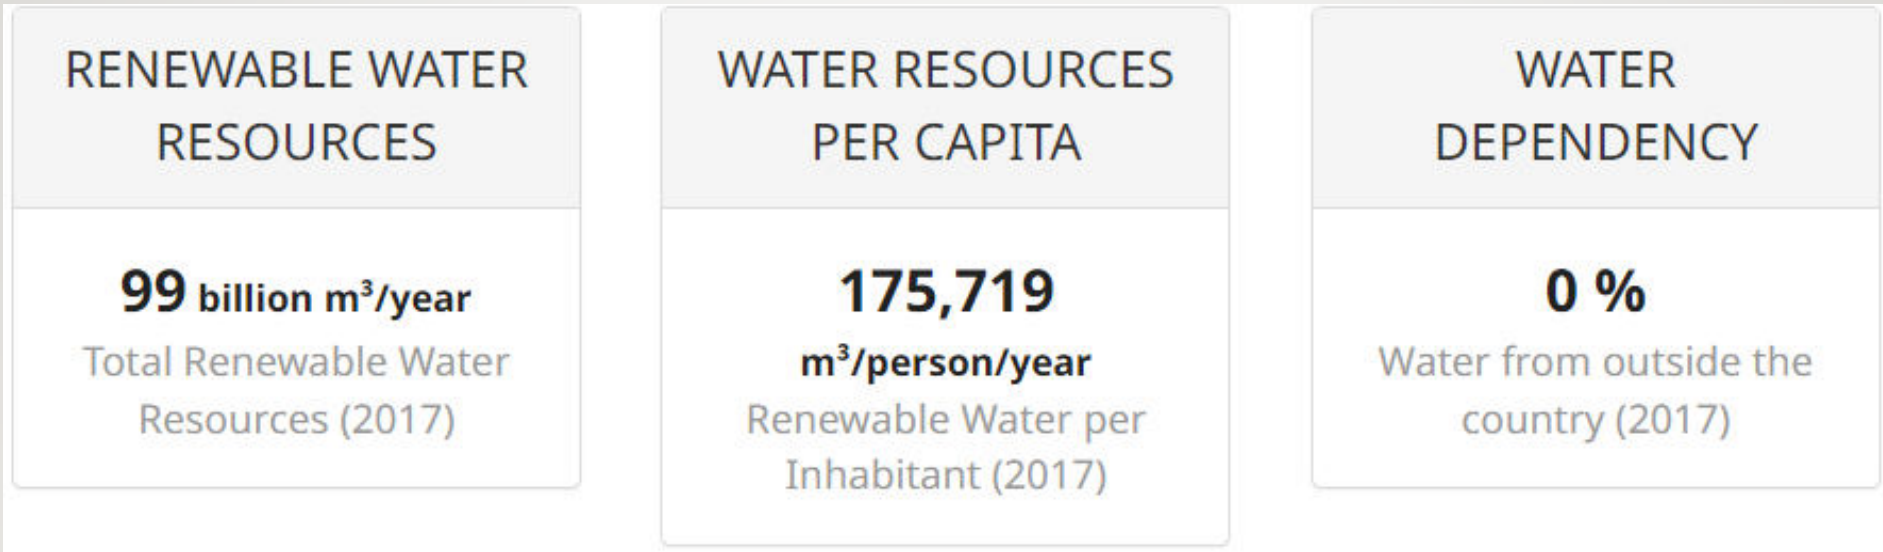 RENEWABLE WATER
RESOURCES
99 billion m³/year
Total Renewable Water
Resources (2017)
WATER RESOURCES
PER CAPITA
175,719
m³/person/year
Renewable Water per
Inhabitant (2017)
WATER
DEPENDENCY
0 %
Water from outside the
country (2017)